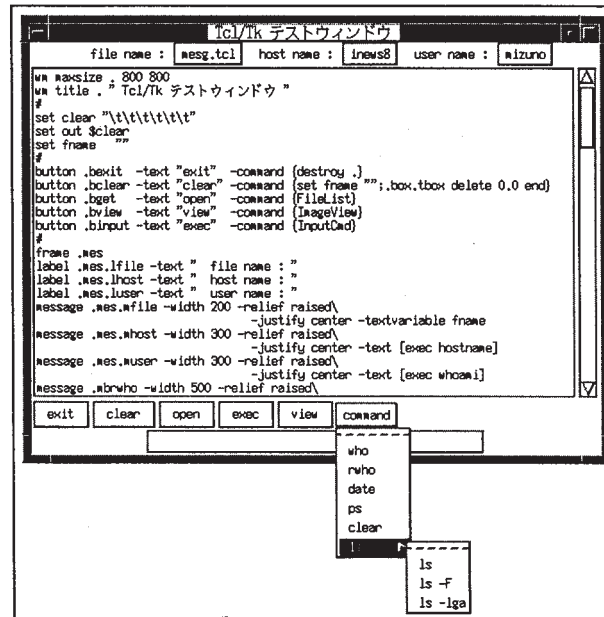 Tcl/Tk テストウィンドウ
file name : mesg.tcl host name : inews8 user name : mizuno
wm maxsize . 800 800
wm title . " Tcl/Tk テストウィンドウ "
#
set clear "\t\t\t\t\t\t"
set out $clear
set fname ""
#
button .bexit -text "exit" -command {destroy .}
button .bclear -text "clear" -command {set fname "";.box.tbox delete 0.0 end}
button .bget -text "open" -command {FileList}
button .bview -text "view" -command {ImageView}
button .binput -text "exec" -command {InputCmd}
#
frame .mes
label .mes.lfile -text " file name : "
label .mes.lhost -text " host name : "
label .mes.luser -text " user name : "
message .mes.mfile -width 200 -relief raised\
-justify center -textvariable fname
message .mes.mhost -width 300 -relief raised\
-justify center -text [exec hostname]
message .mes.muser -width 300 -relief raised\
-justify center -text [exec whoami]
message .mbrwho -width 500 -relief raised\
exit clear open exec view command
who
rwho
date
ps
clear
ls
ls
ls -F
ls -lga